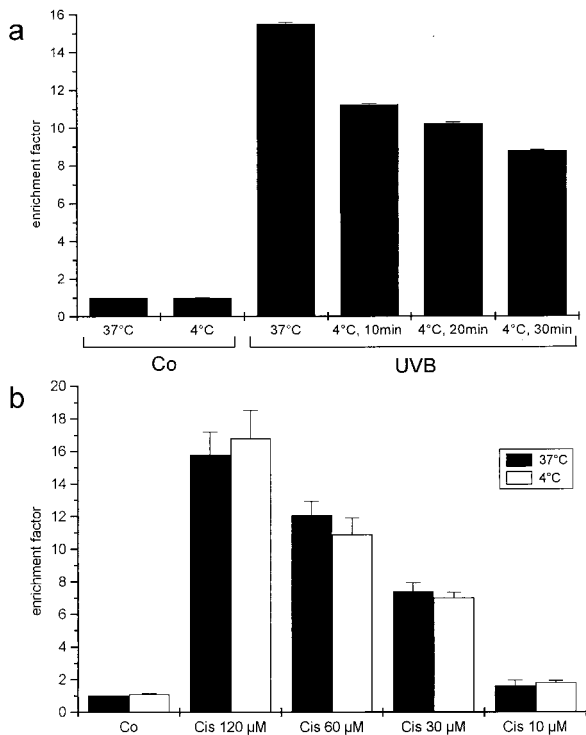 a
16
14
12
10
8
6
4
2
0
enrichment factor
37°C 4°C 37°C 4°C, 10min 4°C, 20min 4°C, 30min
Co UVB
b
20
18
16
14
12
10
8
6
4
2
0
enrichment factor
37°C
4°C
Co Cis 120 µM Cis 60 µM Cis 30 µM Cis 10 µM